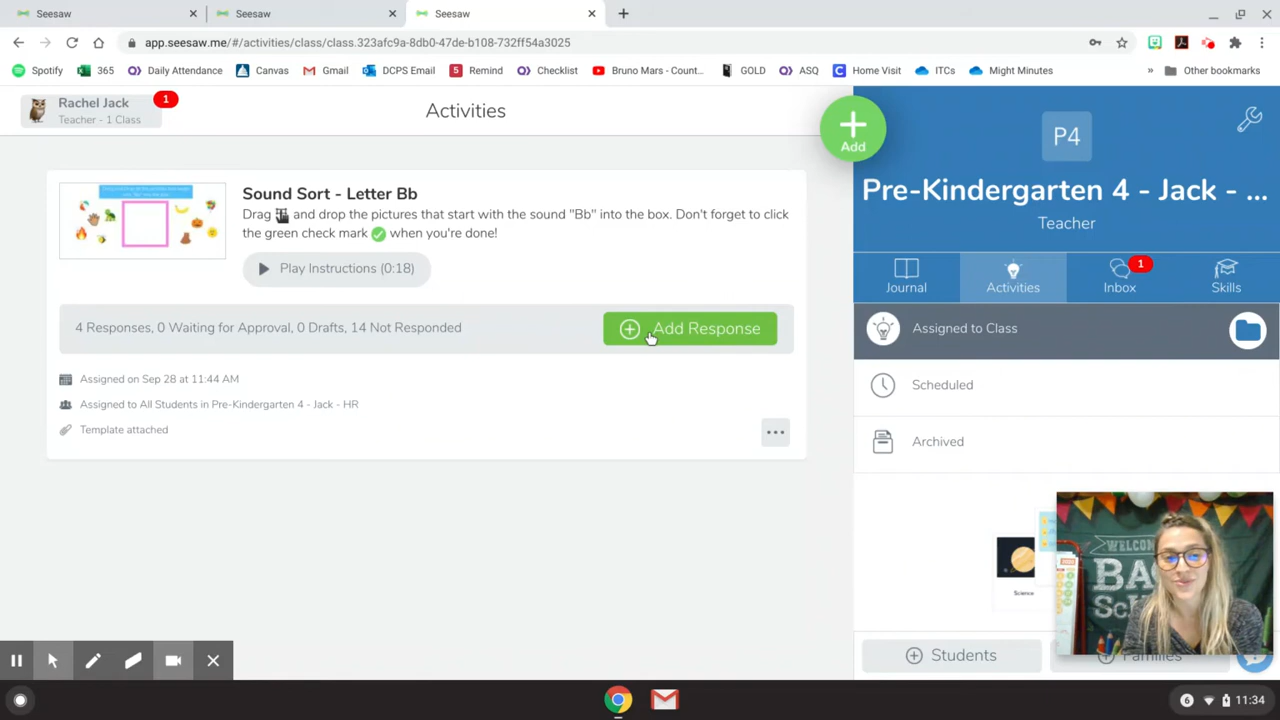 Seesaw
Seesaw
Seesaw
app.seesaw.me/#/activities/class/class.323afc9a-8db0-47de-b108-732ff54a3025
Spotify
365
Daily Attendance
Canvas
Gmail
DCPS Email
Remind
Checklist
Bruno Mars - Count...
GOLD
ASQ
Home Visit
ITCs
Might Minutes
»
Other bookmarks
Rachel Jack
Teacher - 1 Class
1
Activities
Add
P4
Pre-Kindergarten 4 - Jack - ...
Teacher
Journal
Activities
Inbox
1
Skills
Sound Sort - Letter Bb
Drag and drop the pictures that start with the sound "Bb" into the box. Don't forget to click
the green check mark when you're done!
Play Instructions (0:18)
4 Responses, 0 Waiting for Approval, 0 Drafts, 14 Not Responded
Add Response
Assigned on Sep 28 at 11:44 AM
Assigned to All Students in Pre-Kindergarten 4 - Jack - HR
Template attached
Assigned to Class
Scheduled
Archived
Science
WELCOME
Students
Families
6
11:34